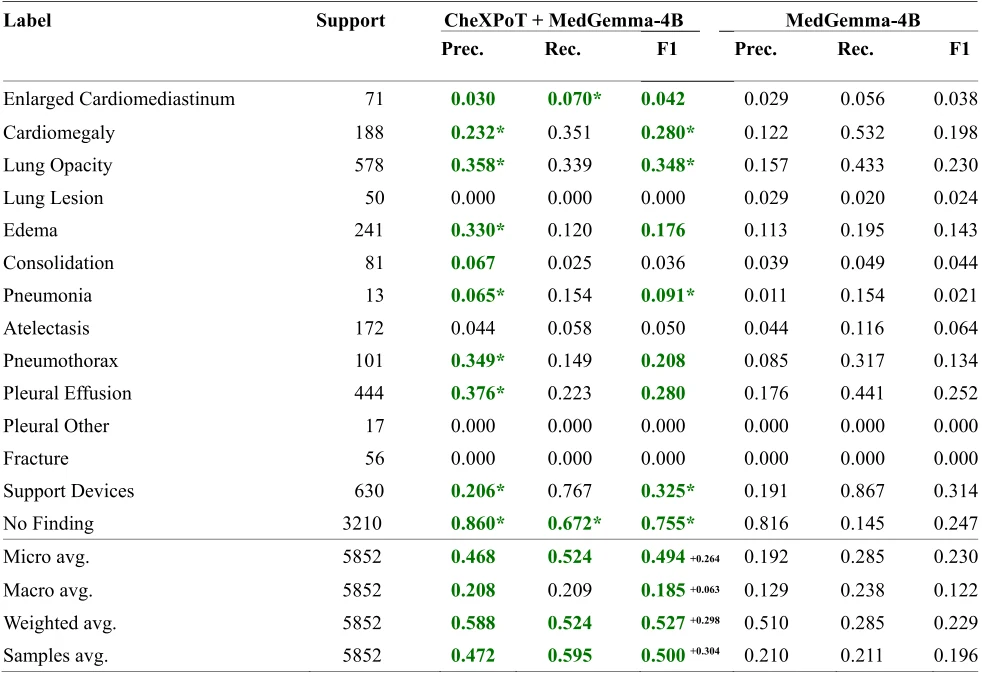 Label Support CheXPoT + MedGemma-4B MedGemma-4B
Prec. Rec. F1 Prec. Rec. F1
Enlarged Cardiomediastinum 71 0.030 0.070* 0.042 0.029 0.056 0.038
Cardiomegaly 188 0.232* 0.351 0.280* 0.122 0.532 0.198
Lung Opacity 578 0.358* 0.339 0.348* 0.157 0.433 0.230
Lung Lesion 50 0.000 0.000 0.000 0.029 0.020 0.024
Edema 241 0.330* 0.120 0.176 0.113 0.195 0.143
Consolidation 81 0.067 0.025 0.036 0.039 0.049 0.044
Pneumonia 13 0.065* 0.154 0.091* 0.011 0.154 0.021
Atelectasis 172 0.044 0.058 0.050 0.044 0.116 0.064
Pneumothorax 101 0.349* 0.149 0.208 0.085 0.317 0.134
Pleural Effusion 444 0.376* 0.223 0.280 0.176 0.441 0.252
Pleural Other 17 0.000 0.000 0.000 0.000 0.000 0.000
Fracture 56 0.000 0.000 0.000 0.000 0.000 0.000
Support Devices 630 0.206* 0.767 0.325* 0.191 0.867 0.314
No Finding 3210 0.860* 0.672* 0.755* 0.816 0.145 0.247
Micro avg. 5852 0.468 0.524 0.494 +0.264 0.192 0.285 0.230
Macro avg. 5852 0.208 0.209 0.185 +0.063 0.129 0.238 0.122
Weighted avg. 5852 0.588 0.524 0.527 +0.298 0.510 0.285 0.229
Samples avg. 5852 0.472 0.595 0.500 +0.304 0.210 0.211 0.196